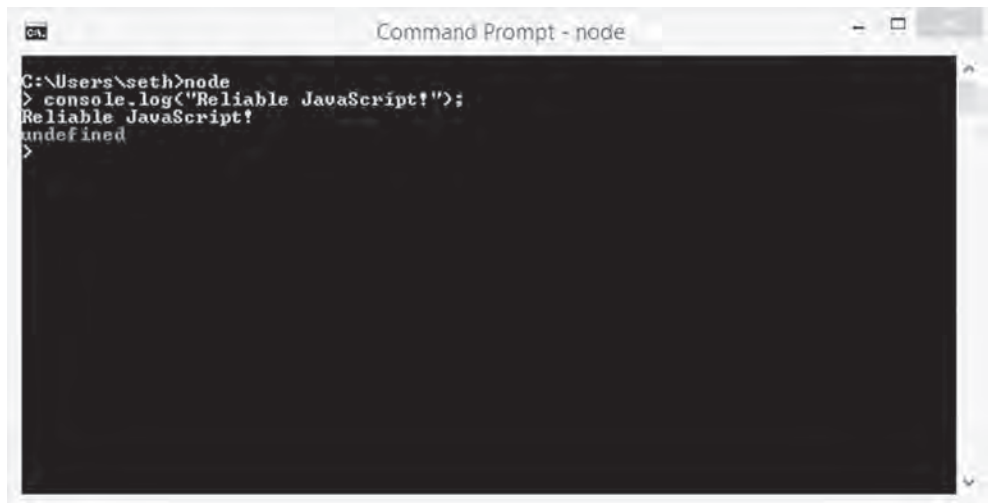 C:\. Command Prompt - node
C:\Users\seth>node
> console.log("Reliable JavaScript!");
Reliable JavaScript!
undefined
>